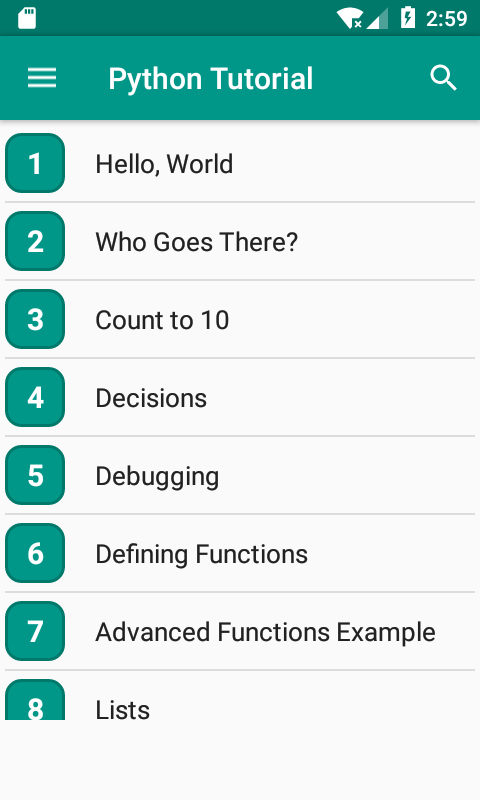 2:59
Python Tutorial
1 Hello, World
2 Who Goes There?
3 Count to 10
4 Decisions
5 Debugging
6 Defining Functions
7 Advanced Functions Example
8 Lists